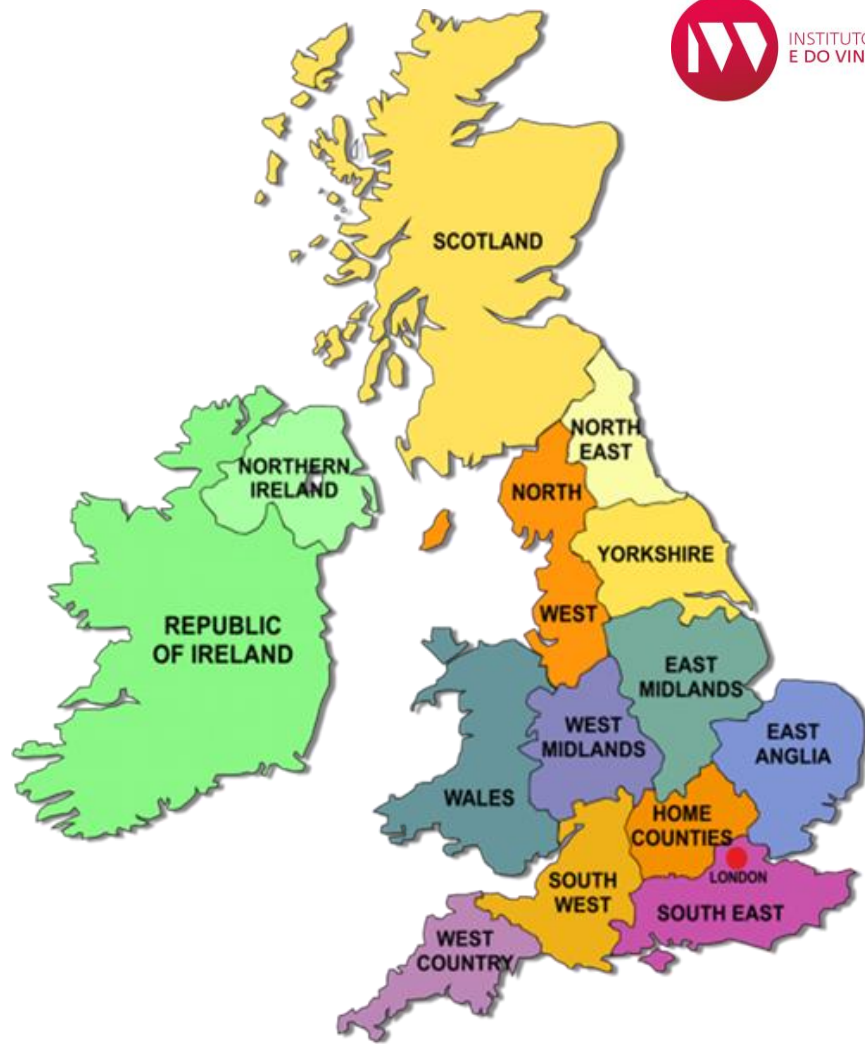 INSTITUTO
E DO VIN
SCOTLAND
NORTH
EAST
NORTHERN
IRELAND
NORTH
YORKSHIRE
WEST
REPUBLIC
OF IRELAND
EAST
MIDLANDS
WEST
MIDLANDS
EAST
ANGLIA
WALES
HOME
COUNTIES
LONDON
SOUTH
WEST
SOUTH EAST
WEST
COUNTRY